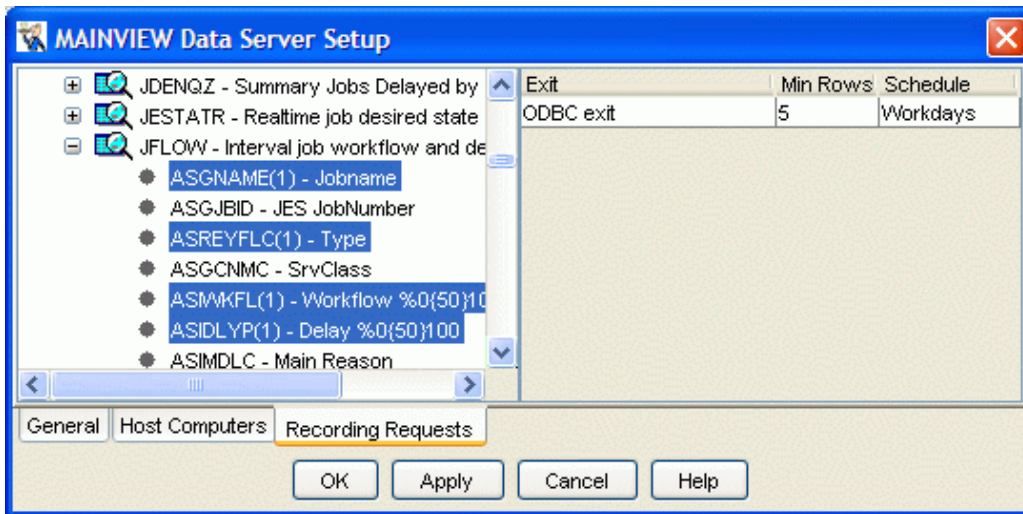 MAINVIEW Data Server Setup
JDENQZ - Summary Jobs Delayed by
JESTATR - Realtime job desired state
JFLOW - Interval job workflow and de
ASGNAME(1) - Jobname
ASGJBID - JES JobNumber
ASREYFLC(1) - Type
ASGCNMC - SrvClass
ASIWKFL(1) - Workflow %0{50}10
ASIDLYP(1) - Delay %0{50}100
ASIMDLC - Main Reason
Exit Min Rows Schedule
ODBC exit 5 Workdays
General Host Computers Recording Requests
OK Apply Cancel Help